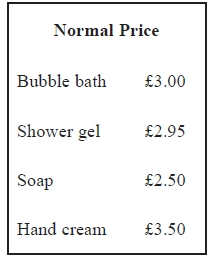 Normal Price
Bubble bath £3.00
Shower gel £2.95
Soap £2.50
Hand cream £3.50